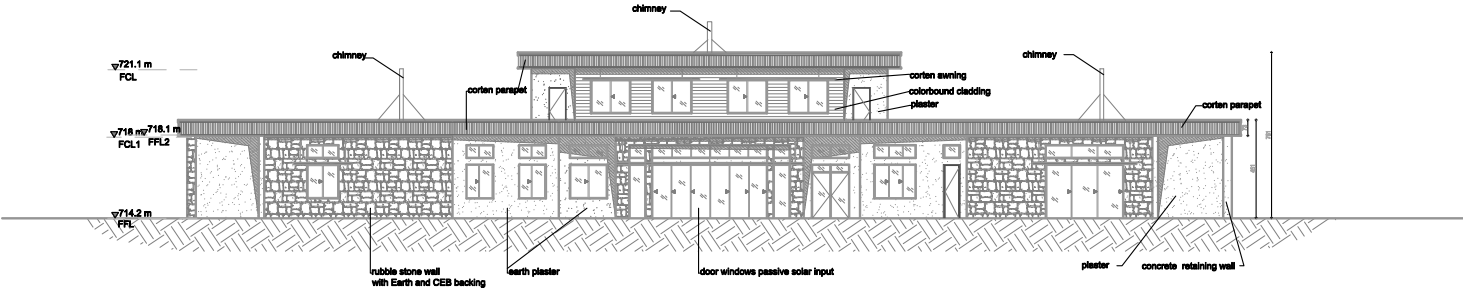 chimney
chimney
chimney
721.1 m
FCL
corten awning
colorbound cladding
plaster
corten parapet
corten parapet
718 m
718.1 m
FCL1
FFL2
714.2 m
FFL
rubble stone wall
with Earth and CEB backing
earth plaster
door windows passive solar input
plaster
concrete retaining wall